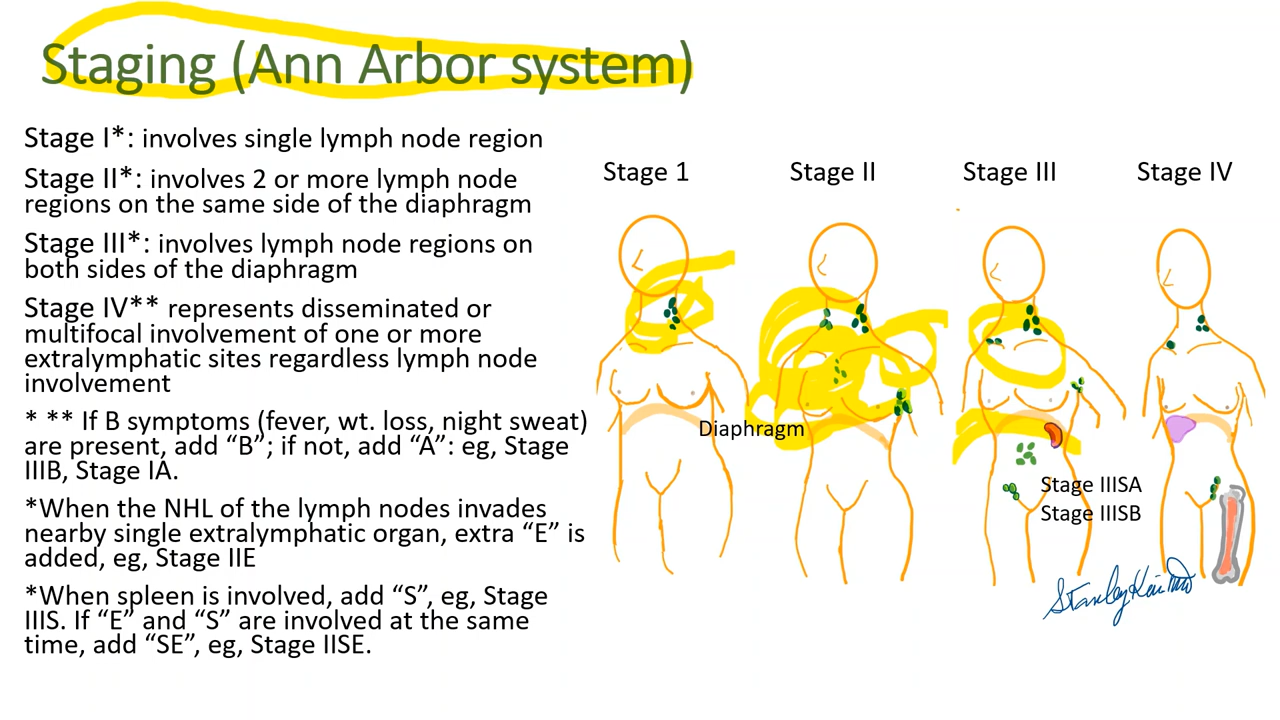 Staging (Ann Arbor system)
Stage I*: involves single lymph node region
Stage II*: involves 2 or more lymph node
regions on the same side of the diaphragm
Stage III*: involves lymph node regions on
both sides of the diaphragm
Stage IV** represents disseminated or
multifocal involvement of one or more
extralymphatic sites regardless lymph node
involvement
* ** If B symptoms (fever, wt. loss, night sweat)
are present, add “B”; if not, add “A”: eg, Stage
IIIB, Stage IA.
*When the NHL of the lymph nodes invades
nearby single extralymphatic organ, extra “E” is
added, eg, Stage IIE
*When spleen is involved, add “S”, eg, Stage
IIIS. If “E” and “S” are involved at the same
time, add “SE”, eg, Stage IISE.
Stage 1
Stage II
Stage III
Stage IV
Diaphragm
Stage IIISA
Stage IIISB
Stanley Kim MD